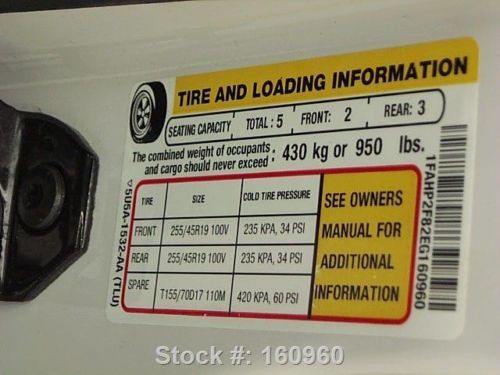 TIRE AND LOADING INFORMATION
SEATING CAPACITY TOTAL : 5 FRONT: 2 REAR: 3
The combined weight of occupants
and cargo should never exceed : 430 kg or 950 lbs.
TIRE SIZE COLD TIRE PRESSURE
FRONT 255/45R19 100V 235 KPA, 34 PSI
REAR 255/45R19 100V 235 KPA, 34 PSI
SPARE T155/70D17 110M 420 KPA, 60 PSI
SEE OWNERS
MANUAL FOR
ADDITIONAL
INFORMATION
5U5A-1532-AA (TLU)
1FAHP2F82EG160960
Stock #: 160960